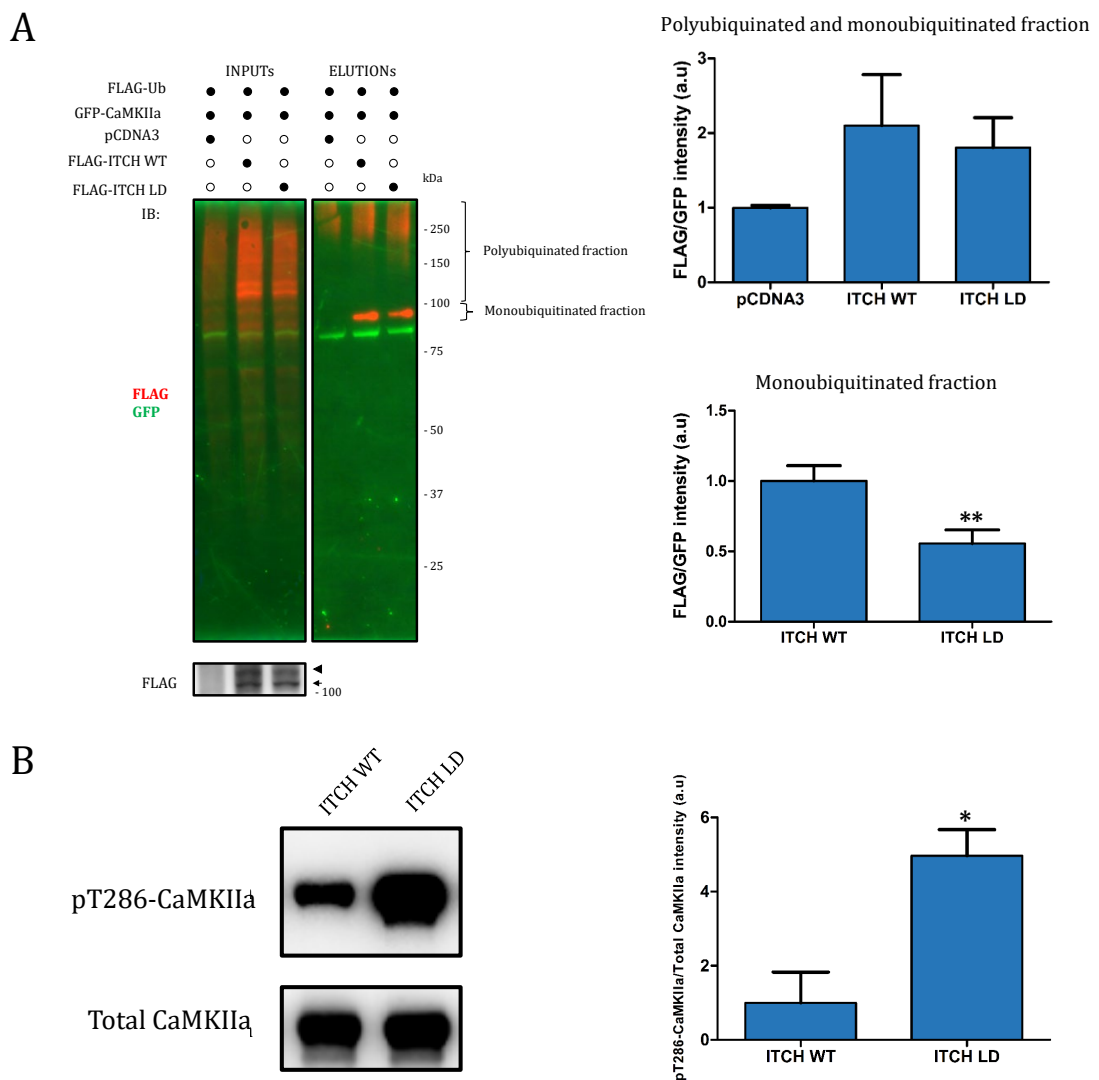 A
INPUTs
ELUTIONs
FLAG-Ub
GFP-CaMKIIa
pCDNA3
FLAG-ITCH WT
FLAG-ITCH LD
IB:
kDa
- 250
- 150
- 100
- 75
- 50
- 37
- 25
Polyubiquinated fraction
Monoubiquitinated fraction
FLAG
GFP
FLAG
- 100
Polyubiquinated and monoubiquitinated fraction
FLAG/GFP intensity (a.u)
3
2
1
0
pCDNA3
ITCH WT
ITCH LD
Monoubiquitinated fraction
FLAG/GFP intensity (a.u)
1.5
1.0
0.5
0.0
**
ITCH WT
ITCH LD
B
ITCH WT
ITCH LD
pT286-CaMKIIa
Total CaMKIIa
pT286-CaMKIIa/Total CaMKIIa intensity (a.u)
6
4
2
0
*
ITCH WT
ITCH LD